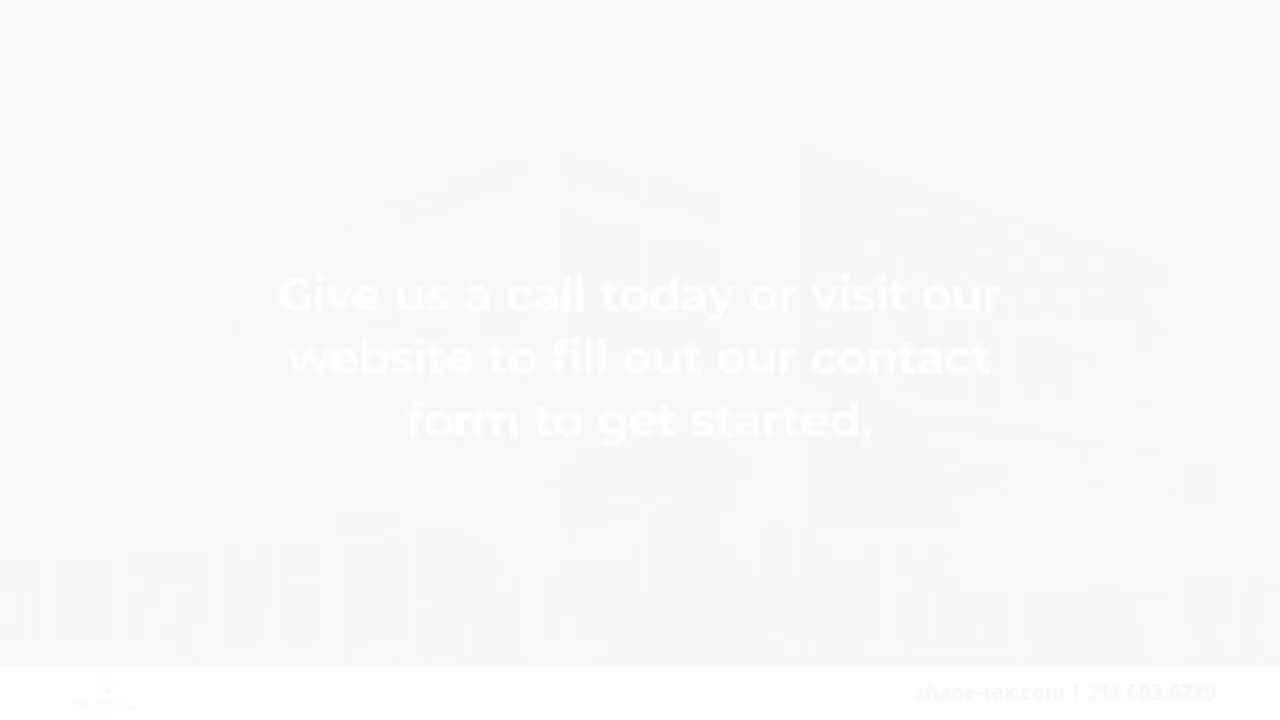 Give us a call today or visit our
website to fill out our contact
form to get started.
shade-tex.com | 214.603.6729